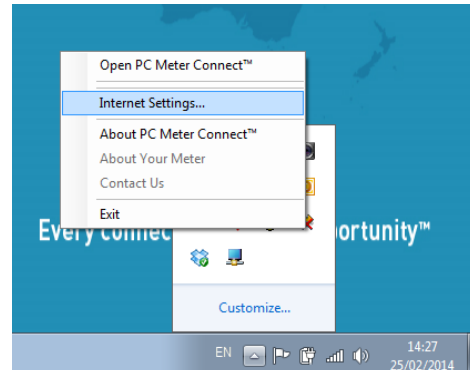 Open PC Meter Connect™
Internet Settings...
About PC Meter Connect™
About Your Meter
Contact Us
Exit
Every connec ortunity™
Customize...
EN 14:27
25/02/2014